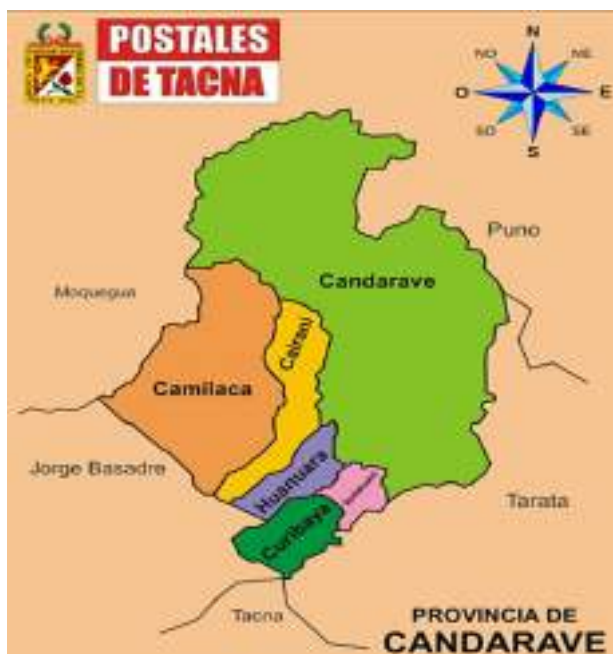 POSTALES
DE TACNA
N
NO
NE
O
E
SO
SE
S
Puno
Candarave
Moquegua
Cairani
Camilaca
Huanuara
Jorge Basadre
Tarata
Curibaya
Tacna
PROVINCIA DE
CANDARAVE